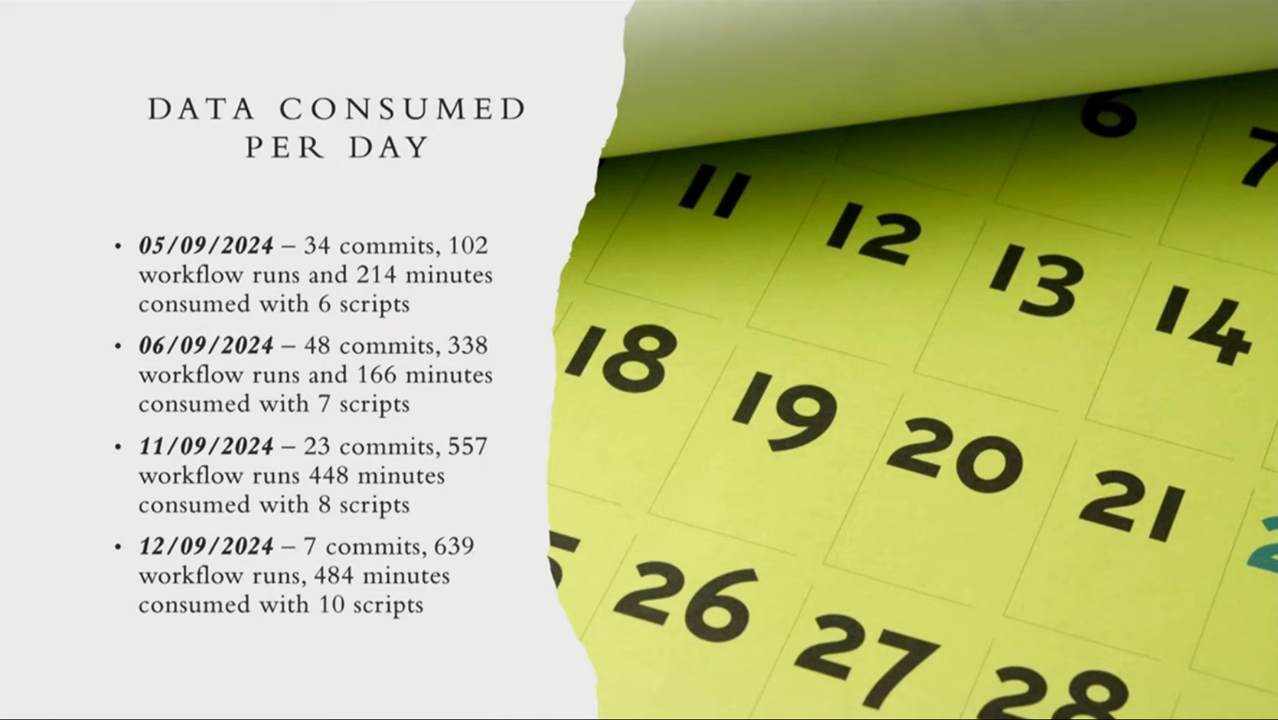 DATA CONSUMED
PER DAY
• 05/09/2024 – 34 commits, 102
workflow runs and 214 minutes
consumed with 6 scripts
• 06/09/2024 – 48 commits, 338
workflow runs and 166 minutes
consumed with 7 scripts
• 11/09/2024 – 23 commits, 557
workflow runs 448 minutes
consumed with 8 scripts
• 12/09/2024 – 7 commits, 639
workflow runs, 484 minutes
consumed with 10 scripts
6 7
11 12 13 14
18 19 20 21
26 27 28